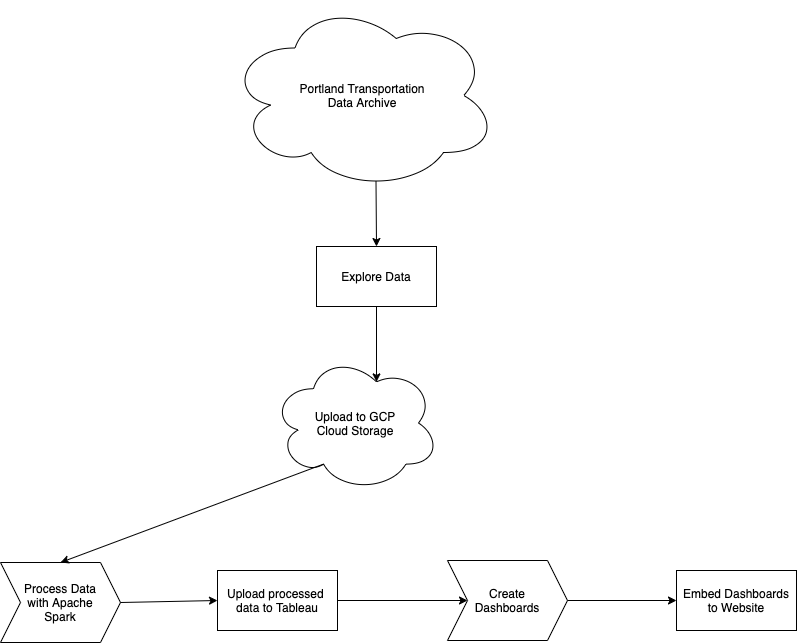 Portland Transportation
Data Archive
Explore Data
Upload to GCP
Cloud Storage
Process Data
with Apache
Spark
Upload processed
data to Tableau
Create
Dashboards
Embed Dashboards
to Website